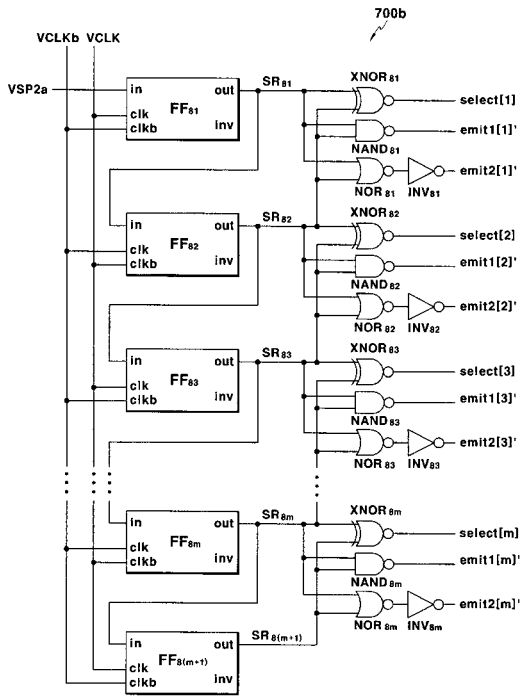 700b
VCLKb VCLK
VSP2a
in out
FF81
clk
clkb inv
SR81
XNOR81
select[1]
emit1[1]'
NAND81
emit2[1]'
NOR81 INV81
in out
FF82
clk
clkb inv
SR82
XNOR82
select[2]
emit1[2]'
NAND82
emit2[2]'
NOR82 INV82
in out
FF83
clk
clkb inv
SR83
XNOR83
select[3]
emit1[3]'
NAND83
emit2[3]'
NOR83 INV83
in out
FF8m
clk
clkb inv
SR8m
XNOR8m
select[m]
emit1[m]'
NAND8m
emit2[m]'
NOR8m INV8m
in out
FF8(m+1)
clk
clkb inv
SR8(m+1)